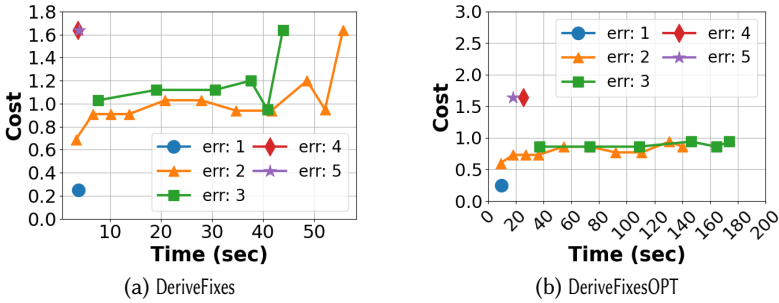 1.8
1.6
1.4
1.2
1.0
0.8
0.6
0.4
0.2
0.0
Cost
10 20 30 40 50
Time (sec)
err: 1
err: 2
err: 3
err: 4
err: 5
(a) DeriveFixes
3.0
2.5
2.0
1.5
1.0
0.5
0.0
Cost
0 20 40 60 80 100 120 140 160 180 200
Time (sec)
err: 1
err: 2
err: 3
err: 4
err: 5
(b) DeriveFixesOPT